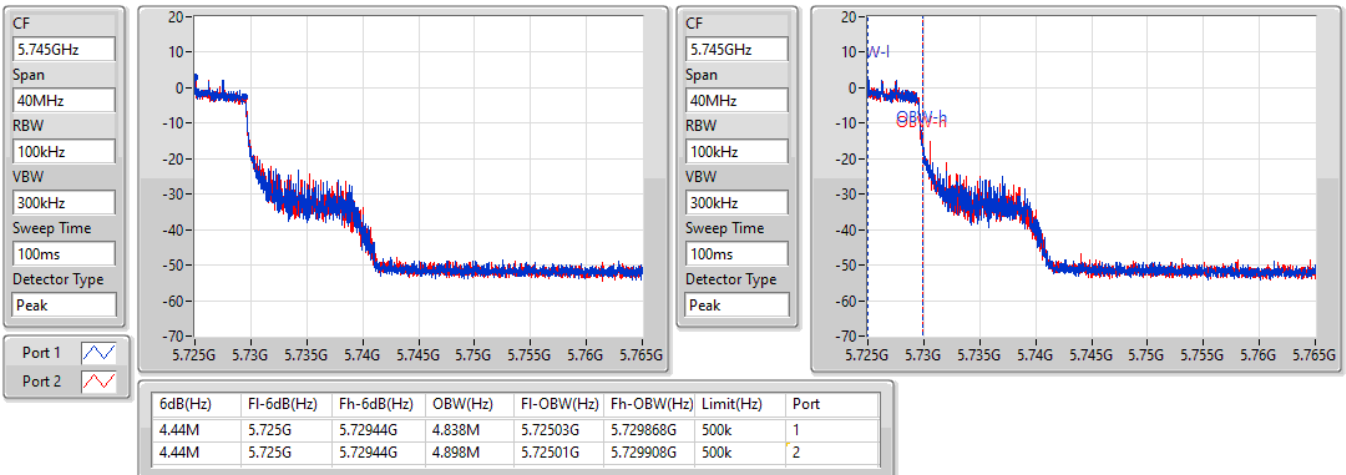 CF
5.745GHz
Span
40MHz
RBW
100kHz
VBW
300kHz
Sweep Time
100ms
Detector Type
Peak
Port 1
Port 2
20
10
0
-10
-20
-30
-40
-50
-60
-70
5.725G 5.73G 5.735G 5.74G 5.745G 5.75G 5.755G 5.76G 5.765G
CF
5.745GHz
Span
40MHz
RBW
100kHz
VBW
300kHz
Sweep Time
100ms
Detector Type
Peak
20
10
0
-10
-20
-30
-40
-50
-60
-70
W-l
OBW-h
OBW-h
5.725G 5.73G 5.735G 5.74G 5.745G 5.75G 5.755G 5.76G 5.765G
6dB(Hz) Fl-6dB(Hz) Fh-6dB(Hz) OBW(Hz) Fl-OBW(Hz) Fh-OBW(Hz) Limit(Hz) Port
4.44M 5.725G 5.72944G 4.838M 5.72503G 5.729868G 500k 1
4.44M 5.725G 5.72944G 4.898M 5.72501G 5.729908G 500k 2